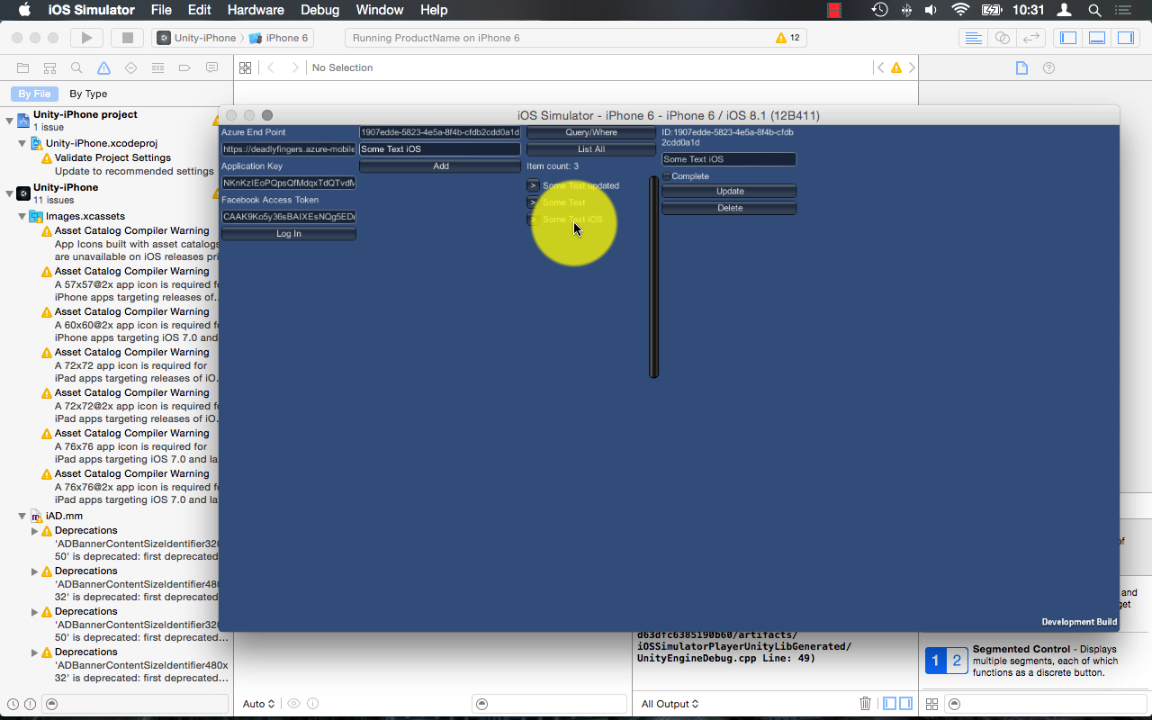 iOS Simulator File Edit Hardware Debug Window Help 10:31
Unity-iPhone iPhone 6 Running ProductName on iPhone 6 12
No Selection
By File By Type
Unity-iPhone project
1 issue
Unity-iPhone.xcodeproj
Validate Project Settings
Update to recommended settings
Unity-iPhone
11 issues
Images.xcassets
Asset Catalog Compiler Warning
App Icons built with asset catalogs
are unavailable on iOS releases pri
Asset Catalog Compiler Warning
A 57x57@2x app icon is required f
iPhone apps targeting releases of.
Asset Catalog Compiler Warning
A 60x60@2x app icon is required f
iPhone apps targeting iOS 7.0 and
Asset Catalog Compiler Warning
A 72x72 app icon is required for
iPad apps targeting releases of iO.
Asset Catalog Compiler Warning
A 72x72@2x app icon is required f
iPad apps targeting releases of iO.
Asset Catalog Compiler Warning
A 76x76 app icon is required for
iPad apps targeting iOS 7.0 and la
Asset Catalog Compiler Warning
A 76x76@2x app icon is required f
iPad apps targeting iOS 7.0 and la
iAD.mm
Deprecations
'ADBannerContentSizeIdentifier320
50' is deprecated: first deprecated
Deprecations
'ADBannerContentSizeIdentifier480
32' is deprecated: first deprecated
Deprecations
'ADBannerContentSizeIdentifier320
50' is deprecated: first deprecated...
Deprecations
'ADBannerContentSizeIdentifier480x
32' is deprecated: first deprecated...
iOS Simulator - iPhone 6 - iPhone 6 / iOS 8.1 (12B411)
Azure End Point
https://deadlyfingers.azure-mobile
Application Key
NKnKzIEoPQpsQfMdqxTdQTvdM
Facebook Access Token
CAAK9Ko5y36sBAIXEsNQg5ED
Log In
1907edde-5823-4e5a-8f4b-cfdb2cdd0a1d
Some Text iOS
Add
Query/Where
List All
Item count: 3
> Some Text updated
> Some Text
> Some Text iOS
ID:1907edde-5823-4e5a-8f4b-cfdb
2cdd0a1d
Some Text iOS
Complete
Update
Delete
Development Build
d63dfc6385190b60/artifacts/
iOSSimulatorPlayerUnityLibGenerated/
UnityEngineDebug.cpp Line: 49)
of
and
get
1 2 Segmented Control - Displays
multiple segments, each of which
functions as a discrete button.
Auto All Output